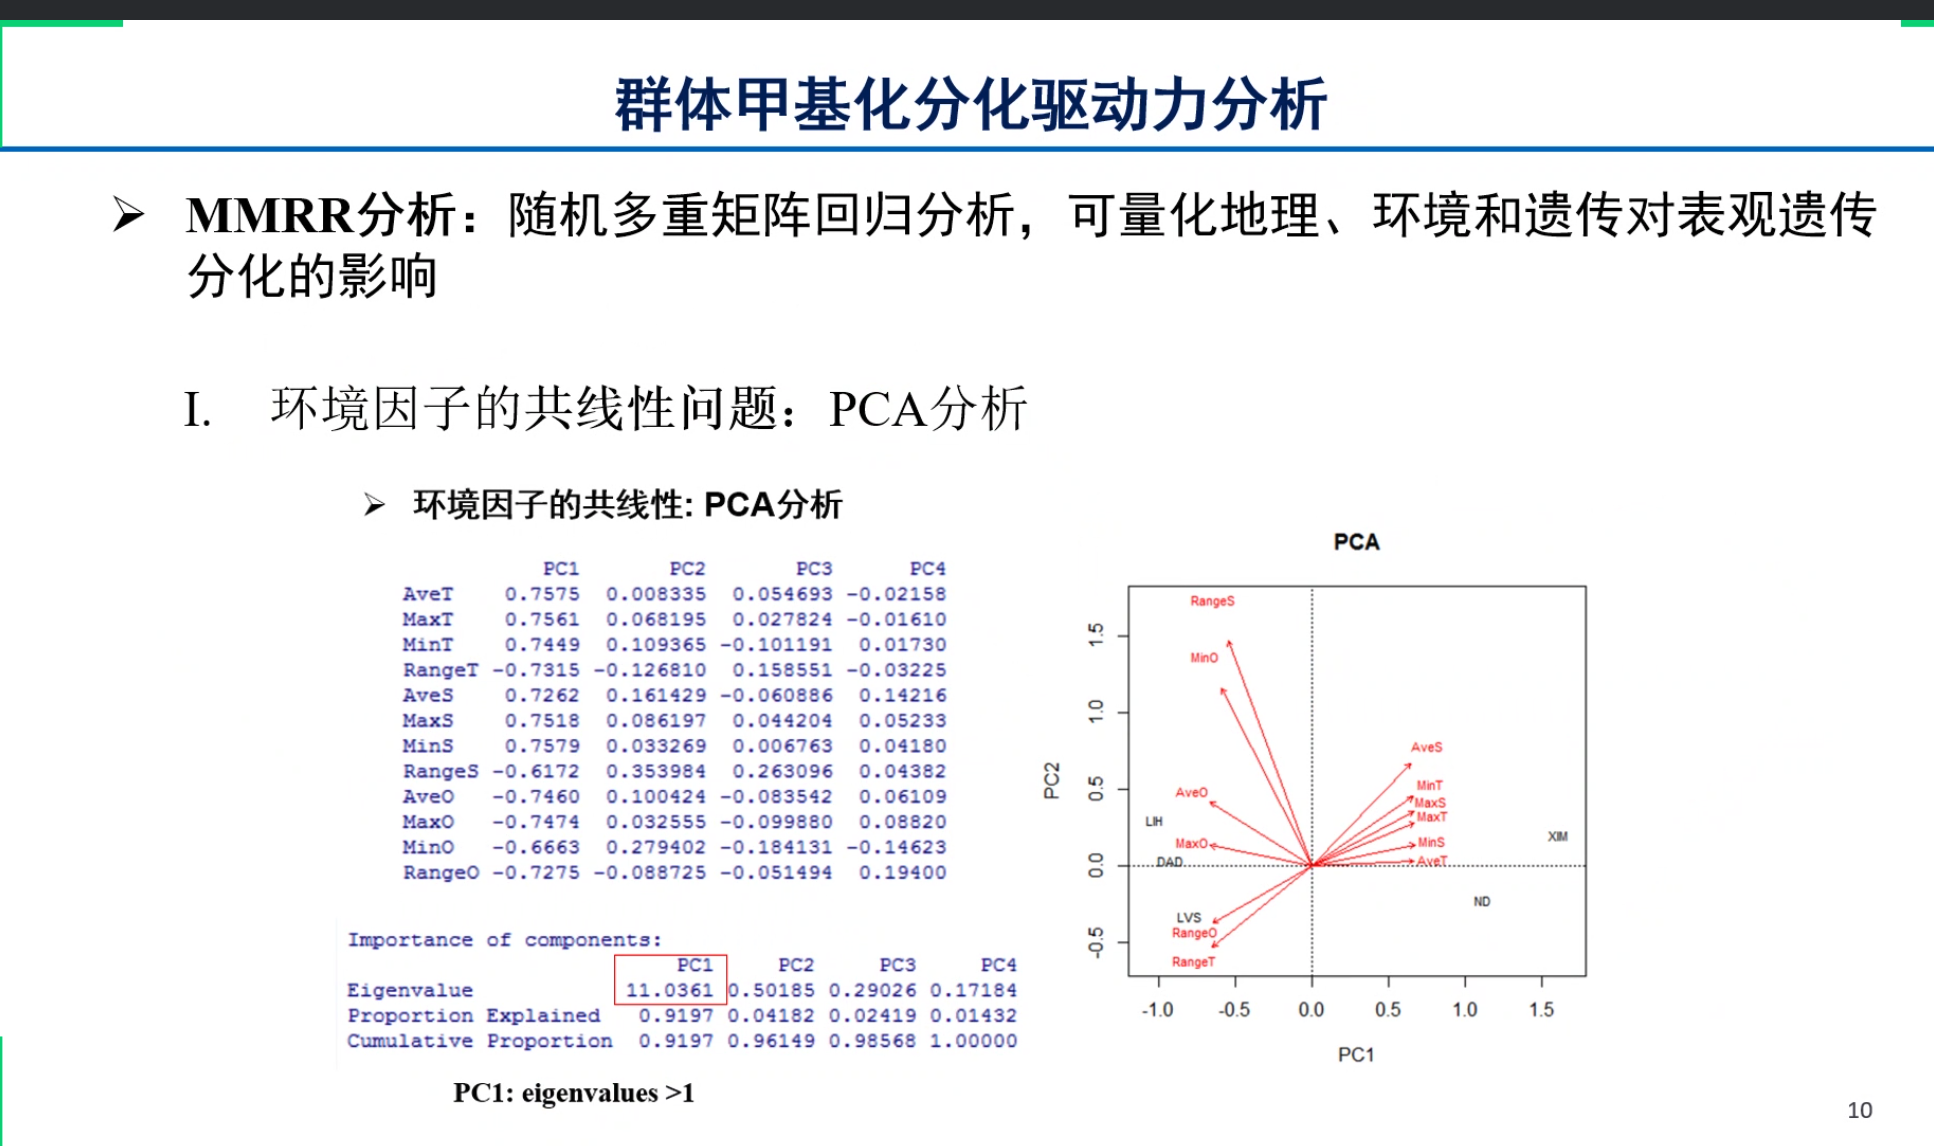 群体甲基化分化驱动力分析
➢ MMRR分析：随机多重矩阵回归分析，可量化地理、环境和遗传对表观遗传
分化的影响
I. 环境因子的共线性问题：PCA分析
➢ 环境因子的共线性: PCA分析
PC1 PC2 PC3 PC4
AveT 0.7575 0.008335 0.054693 -0.02158
MaxT 0.7561 0.068195 0.027824 -0.01610
MinT 0.7449 0.109365 -0.101191 0.01730
RangeT -0.7315 -0.126810 0.158551 -0.03225
AveS 0.7262 0.161429 -0.060886 0.14216
MaxS 0.7518 0.086197 0.044204 0.05233
MinS 0.7579 0.033269 0.006763 0.04180
RangeS -0.6172 0.353984 0.263096 0.04382
AveO -0.7460 0.100424 -0.083542 0.06109
MaxO -0.7474 0.032555 -0.099880 0.08820
MinO -0.6663 0.279402 -0.184131 -0.14623
RangeO -0.7275 -0.088725 -0.051494 0.19400
Importance of components:
PC1 PC2 PC3 PC4
Eigenvalue 11.0361 0.50185 0.29026 0.17184
Proportion Explained 0.9197 0.04182 0.02419 0.01432
Cumulative Proportion 0.9197 0.96149 0.98568 1.00000
PC1: eigenvalues >1
PCA
RangeS
1.5
MinO
1.0
AveS
PC2
0.5
MinT
AveO
MaxS
MaxT
LIH
XIM
MaxO
MinS
DAD
AveT
0.0
ND
LVS
RangeO
-0.5
RangeT
-1.0 -0.5 0.0 0.5 1.0 1.5
PC1
10